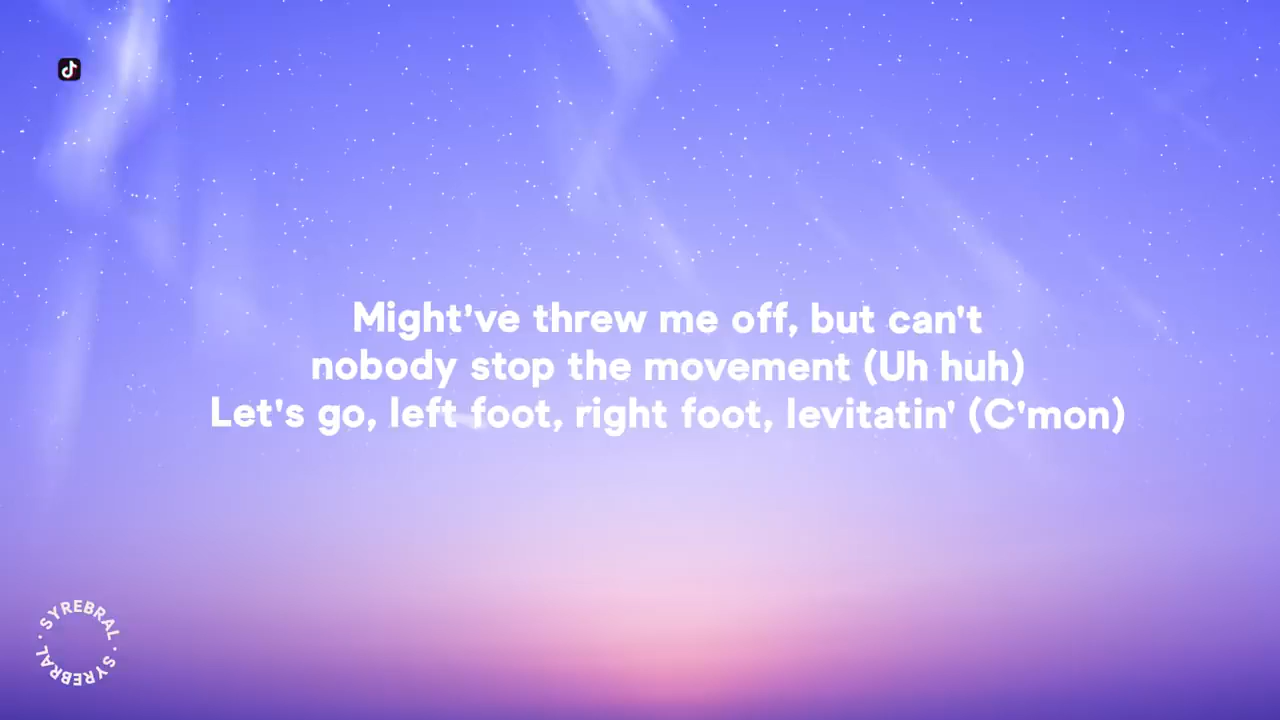 Might've threw me off, but can't
nobody stop the movement (Uh huh)
Let's go, left foot, right foot, levitatin' (C'mon)
SYREBRAL · SYREBRAL ·